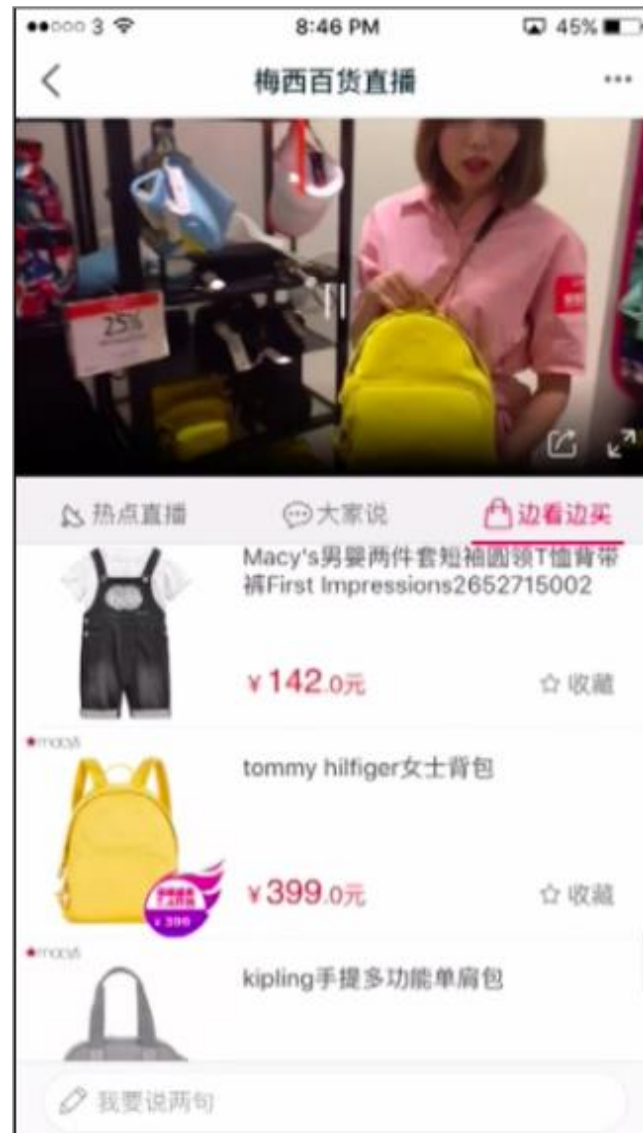 3
8:46 PM
45%
梅西百货直播
25%
热点直播
大家说
边看边买
Macy's男婴两件套短袖圆领T恤背带
裤First Impressions2652715002
¥142.0元
收藏
macys
tommy hilfiger女士背包
¥ 399
¥399.0元
收藏
macys
kipling手提多功能单肩包
我要说两句